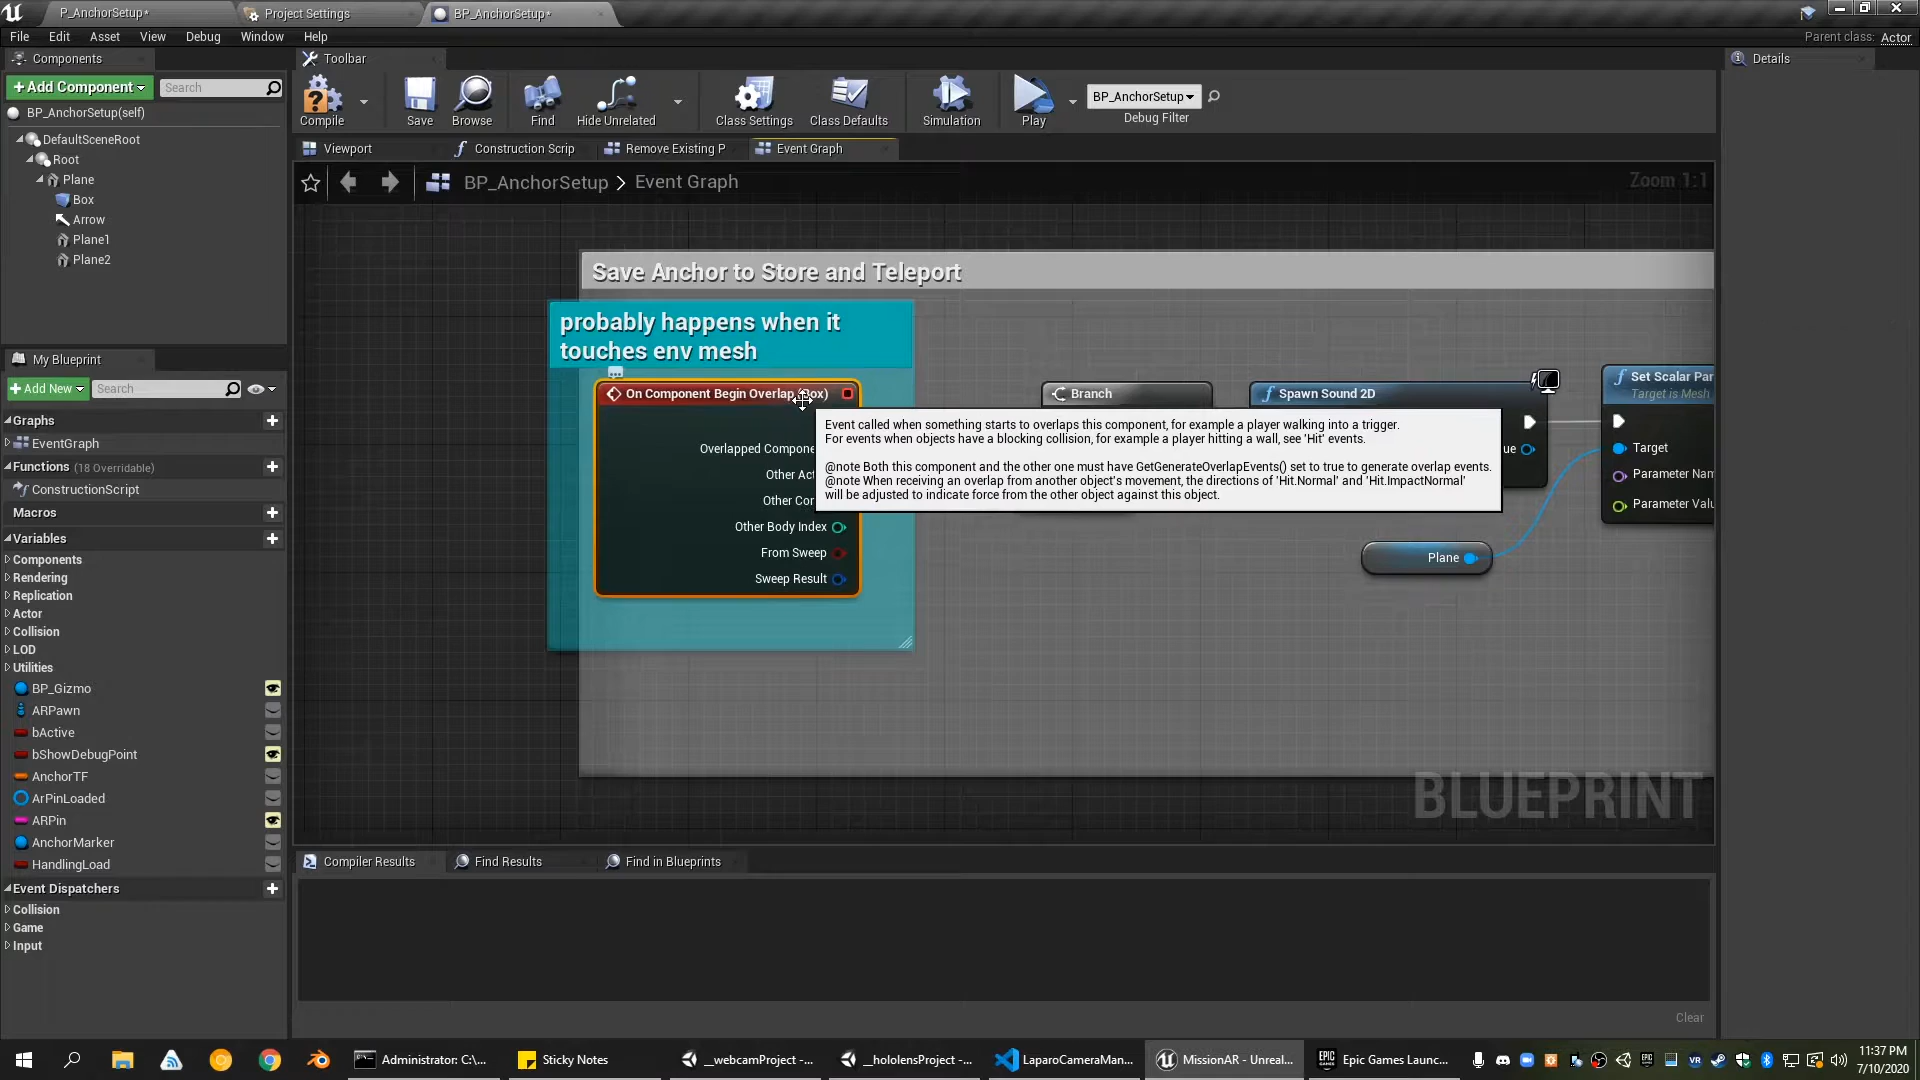 P_AnchorSetup*
Project Settings
BP_AnchorSetup*
File Edit Asset View Debug Window Help
Parent class: Actor
Components
Toolbar
Details
+Add Component
Search
BP_AnchorSetup(self)
Compile
Save
Browse
Find
Hide Unrelated
Class Settings
Class Defaults
Simulation
Play
BP_AnchorSetup
Debug Filter
DefaultSceneRoot
Root
Plane
Box
Arrow
Plane1
Plane2
Viewport
Construction Scrip
Remove Existing P
Event Graph
BP_AnchorSetup > Event Graph
Zoom 1:1
Save Anchor to Store and Teleport
probably happens when it
touches env mesh
On Component Begin Overlap (Box)
Overlapped Compone
Other Act
Other Cor
Other Body Index
From Sweep
Sweep Result
Branch
Spawn Sound 2D
ue
Set Scalar Par
Target is Mesh
Target
Parameter Nam
Parameter Valu
Plane
Event called when something starts to overlaps this component, for example a player walking into a trigger.
For events when objects have a blocking collision, for example a player hitting a wall, see 'Hit' events.
@note Both this component and the other one must have GetGenerateOverlapEvents() set to true to generate overlap events.
@note When receiving an overlap from another object's movement, the directions of 'Hit.Normal' and 'Hit.ImpactNormal'
will be adjusted to indicate force from the other object against this object.
BLUEPRINT
My Blueprint
+Add New
Search
Graphs
EventGraph
Functions (18 Overridable)
ConstructionScript
Macros
Variables
Components
Rendering
Replication
Actor
Collision
LOD
Utilities
BP_Gizmo
ARPawn
bActive
bShowDebugPoint
AnchorTF
ArPinLoaded
ARPin
AnchorMarker
HandlingLoad
Event Dispatchers
Collision
Game
Input
Compiler Results
Find Results
Find in Blueprints
Clear
Administrator: C:\...
Sticky Notes
__webcamProject -...
__hololensProject -...
LaparoCameraMan...
MissionAR - Unreal...
Epic Games Launc...
11:37 PM
7/10/2020